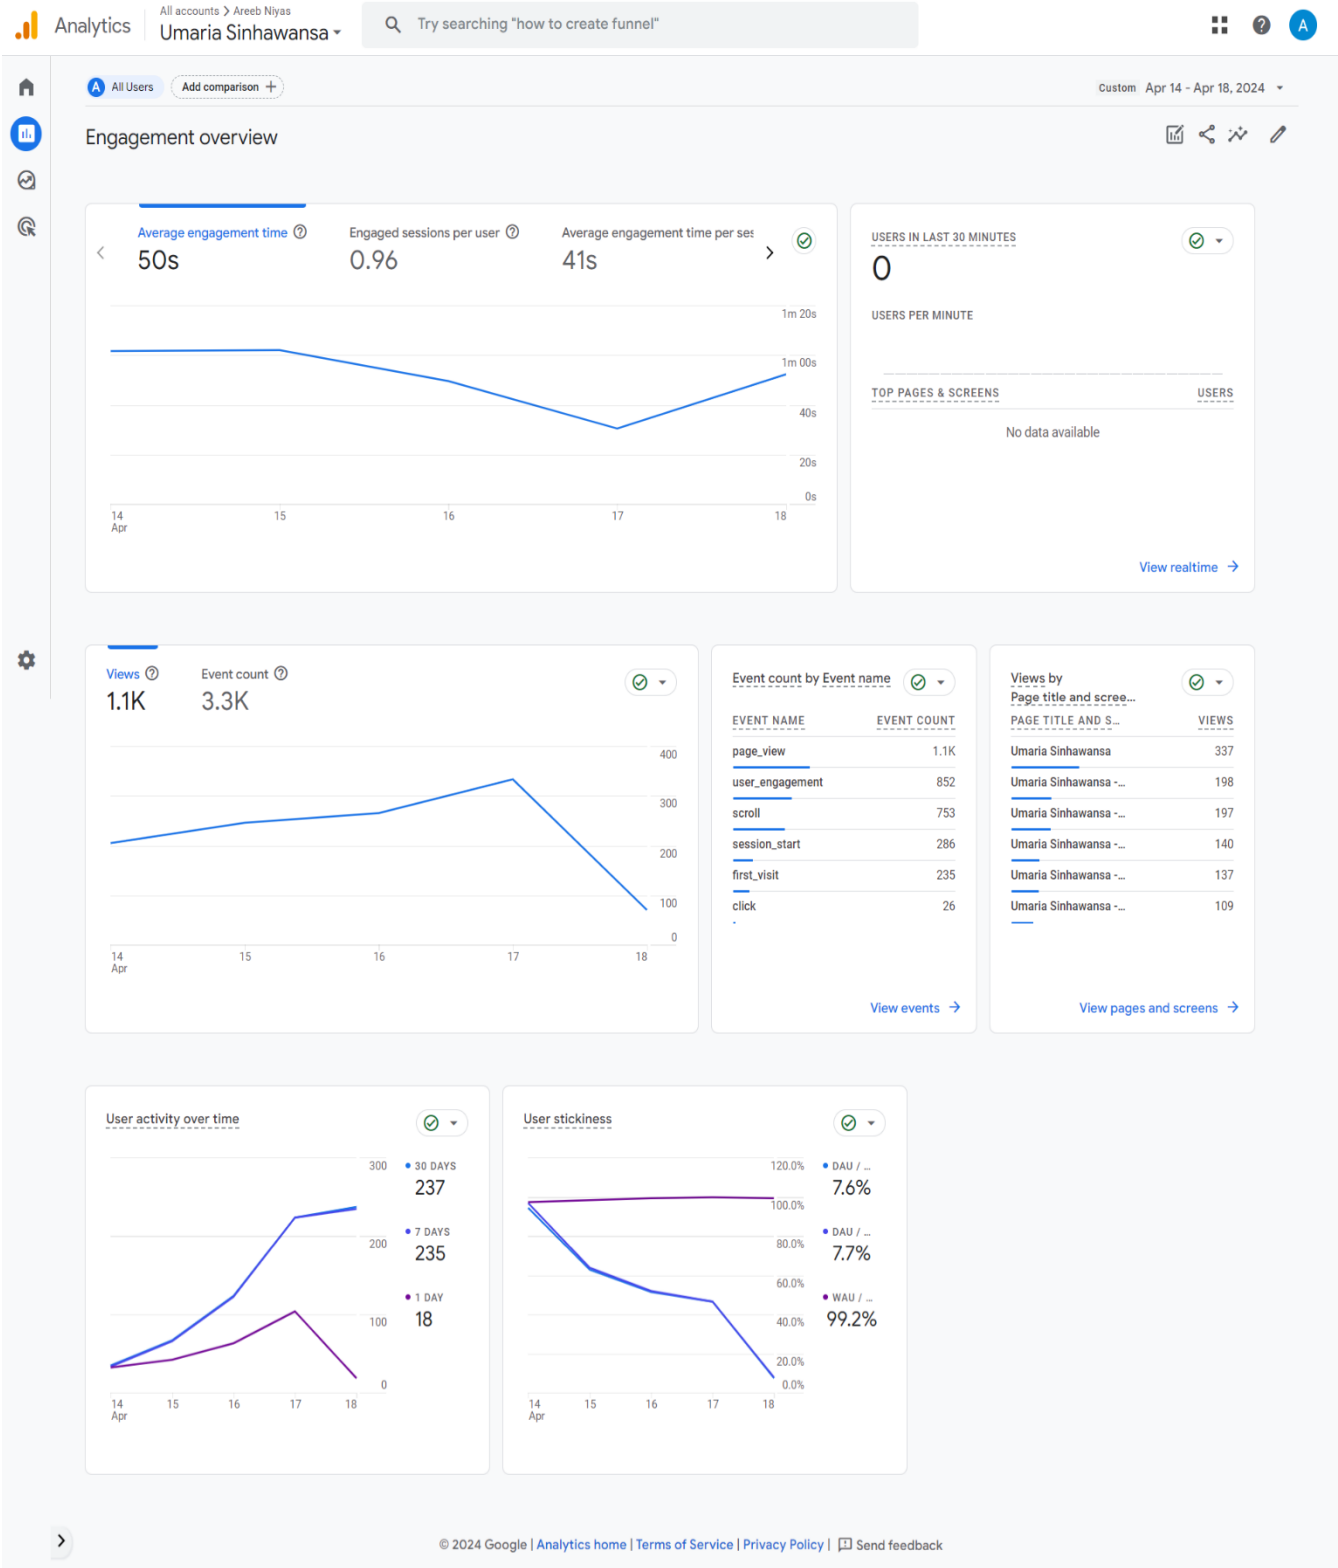 Analytics
All accounts > Areeb Niyas
Umaria Sinhawansa
Try searching "how to create funnel"
A
A All Users
Add comparison +
Custom Apr 14 - Apr 18, 2024
Engagement overview
Average engagement time
50s
Engaged sessions per user
0.96
Average engagement time per ses
41s
1m 20s
1m 00s
40s
20s
0s
14 Apr
15
16
17
18
USERS IN LAST 30 MINUTES
0
USERS PER MINUTE
TOP PAGES & SCREENS USERS
No data available
View realtime
Views
1.1K
Event count
3.3K
400
300
200
100
0
14 Apr
15
16
17
18
Event count by Event name
EVENT NAME EVENT COUNT
page_view 1.1K
user_engagement 852
scroll 753
session_start 286
first_visit 235
click 26
View events
Views by
Page title and scree...
PAGE TITLE AND S... VIEWS
Umaria Sinhawansa 337
Umaria Sinhawansa -... 198
Umaria Sinhawansa -... 197
Umaria Sinhawansa -... 140
Umaria Sinhawansa -... 137
Umaria Sinhawansa -... 109
View pages and screens
User activity over time
300
200
100
0
14 Apr
15
16
17
18
30 DAYS
237
7 DAYS
235
1 DAY
18
User stickiness
120.0%
100.0%
80.0%
60.0%
40.0%
20.0%
0.0%
14 Apr
15
16
17
18
DAU / ...
7.6%
DAU / ...
7.7%
WAU / ...
99.2%
© 2024 Google | Analytics home | Terms of Service | Privacy Policy | Send feedback